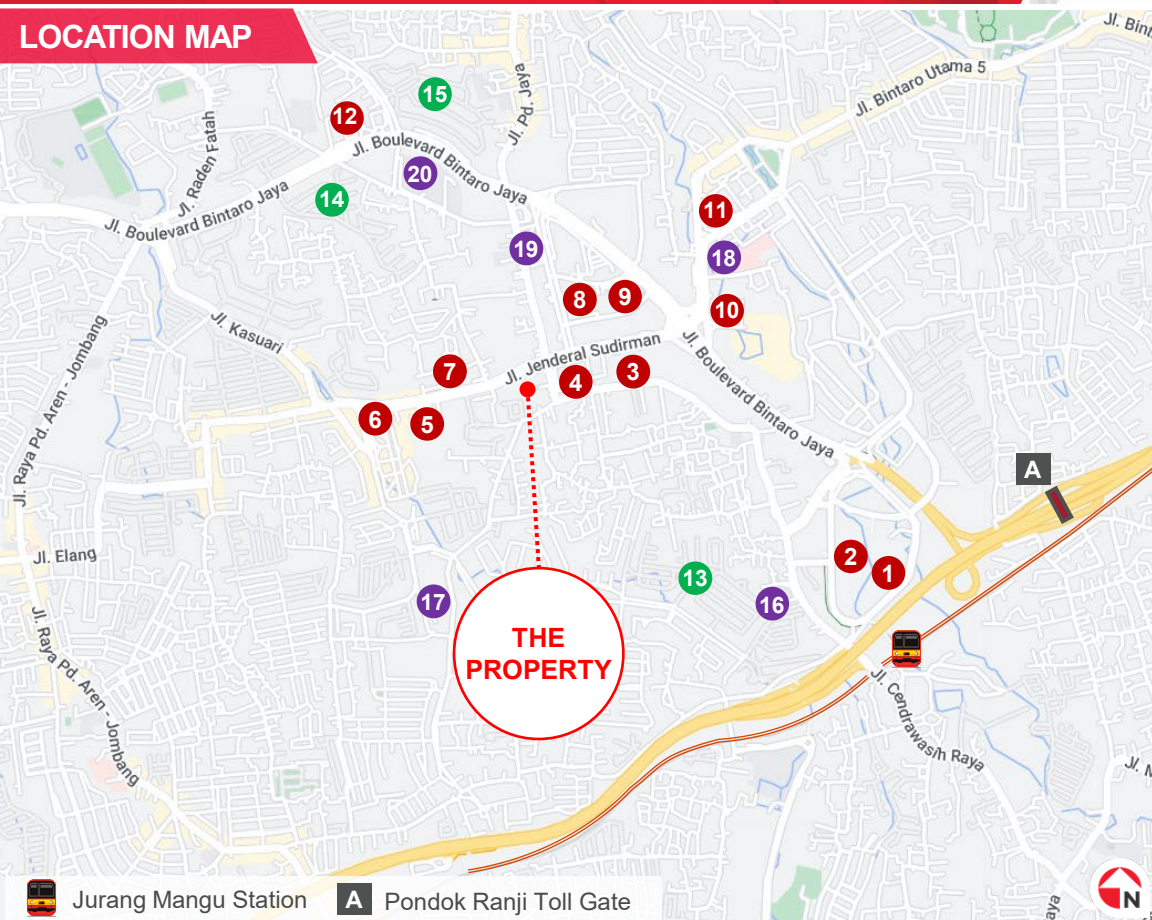 LOCATION MAP
Jl. Bint
Jl. Bintaro Utama 5
15
Jl. Pd. Jaya
12
Jl. Raden Fatah
Jl. Boulevard Bintaro Jaya
20
14
Jl. Boulevard Bintaro Jaya
11
19
18
8
9
10
Jl. Kasuari
Jl. Jenderal Sudirman
Jl. Boulevard Bintaro Jaya
7
4
3
6
5
Jl. Raya Pd. Aren - Jombang
A
Jl. Elang
2
1
13
17
16
THE
PROPERTY
Jl. Raya Pd. Aren - Jombang
Jl. Cendrawasih Raya
Jl. M
Jurang Mangu Station
A Pondok Ranji Toll Gate
aya
N